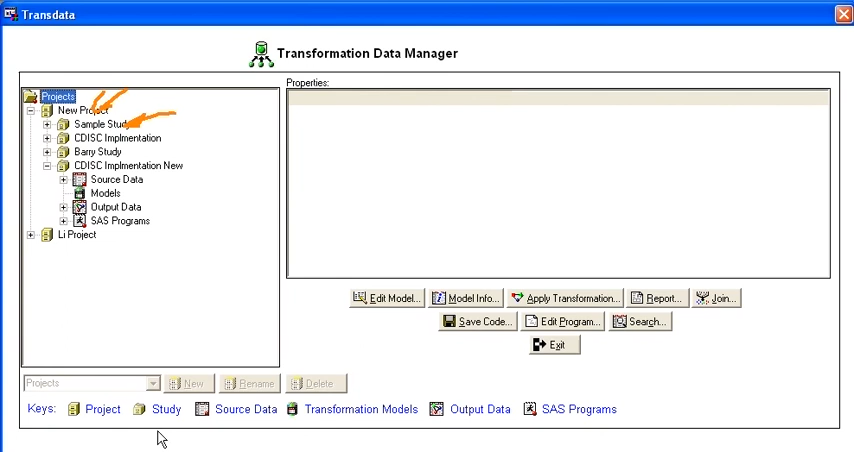 Transdata
Transformation Data Manager
Projects
New Project
Sample Study
CDISC Implmentation
Barry Study
CDISC Implmentation New
Source Data
Models
Output Data
SAS Programs
Li Project
Properties:
Edit Model...
Model Info...
Apply Transformation...
Report...
Join...
Save Code...
Edit Program...
Search...
Exit
Projects
New
Rename
Delete
Keys: Project Study Source Data Transformation Models Output Data SAS Programs